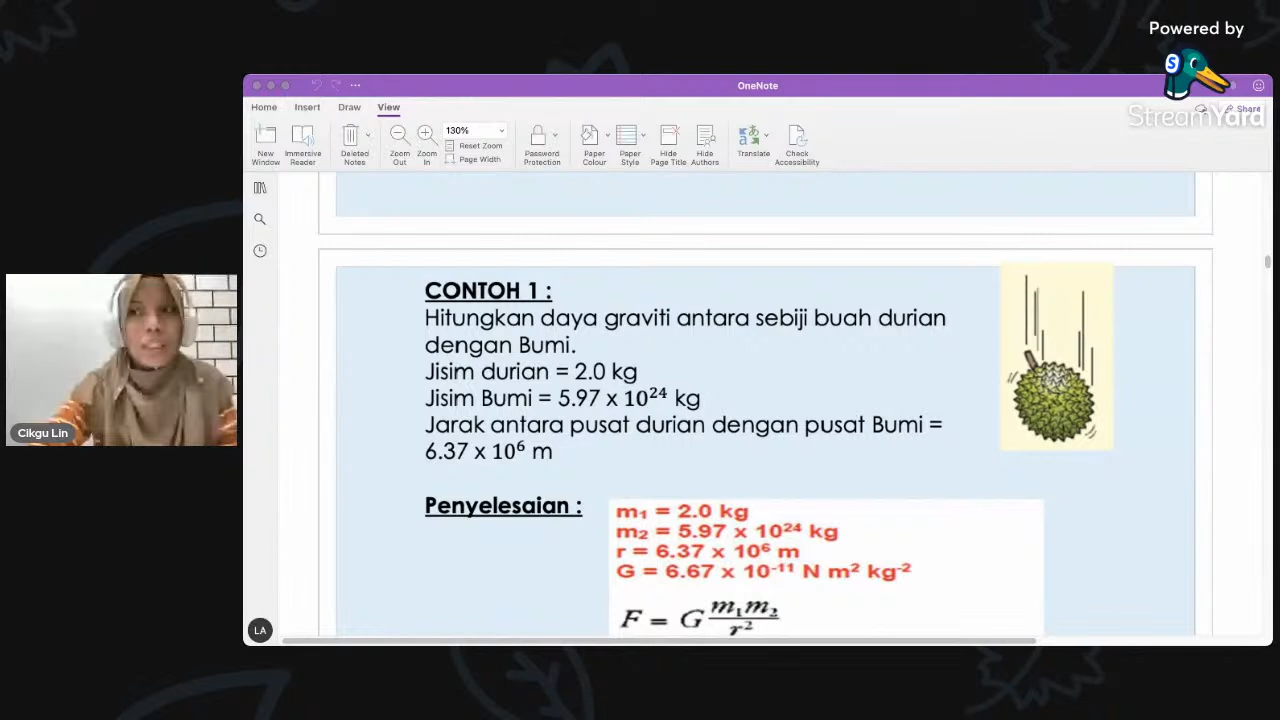 Powered by
StreamYard
OneNote
Share
Home Insert Draw View
New Window
Immersive Reader
Deleted Notes
Zoom Out
Zoom In
130%
Reset Zoom
Page Width
Password Protection
Paper Colour
Paper Style
Hide Page Title
Hide Authors
Translate
Check Accessibility
CONTOH 1 :
Hitungkan daya graviti antara sebiji buah durian
dengan Bumi.
Jisim durian = 2.0 kg
Jisim Bumi = 5.97 x 10²⁴ kg
Jarak antara pusat durian dengan pusat Bumi =
6.37 x 10⁶ m
Penyelesaian :
m₁ = 2.0 kg
m₂ = 5.97 x 10²⁴ kg
r = 6.37 x 10⁶ m
G = 6.67 x 10⁻¹¹ N m² kg⁻²
F = G m₁m₂ / r²
Cikgu Lin
LA